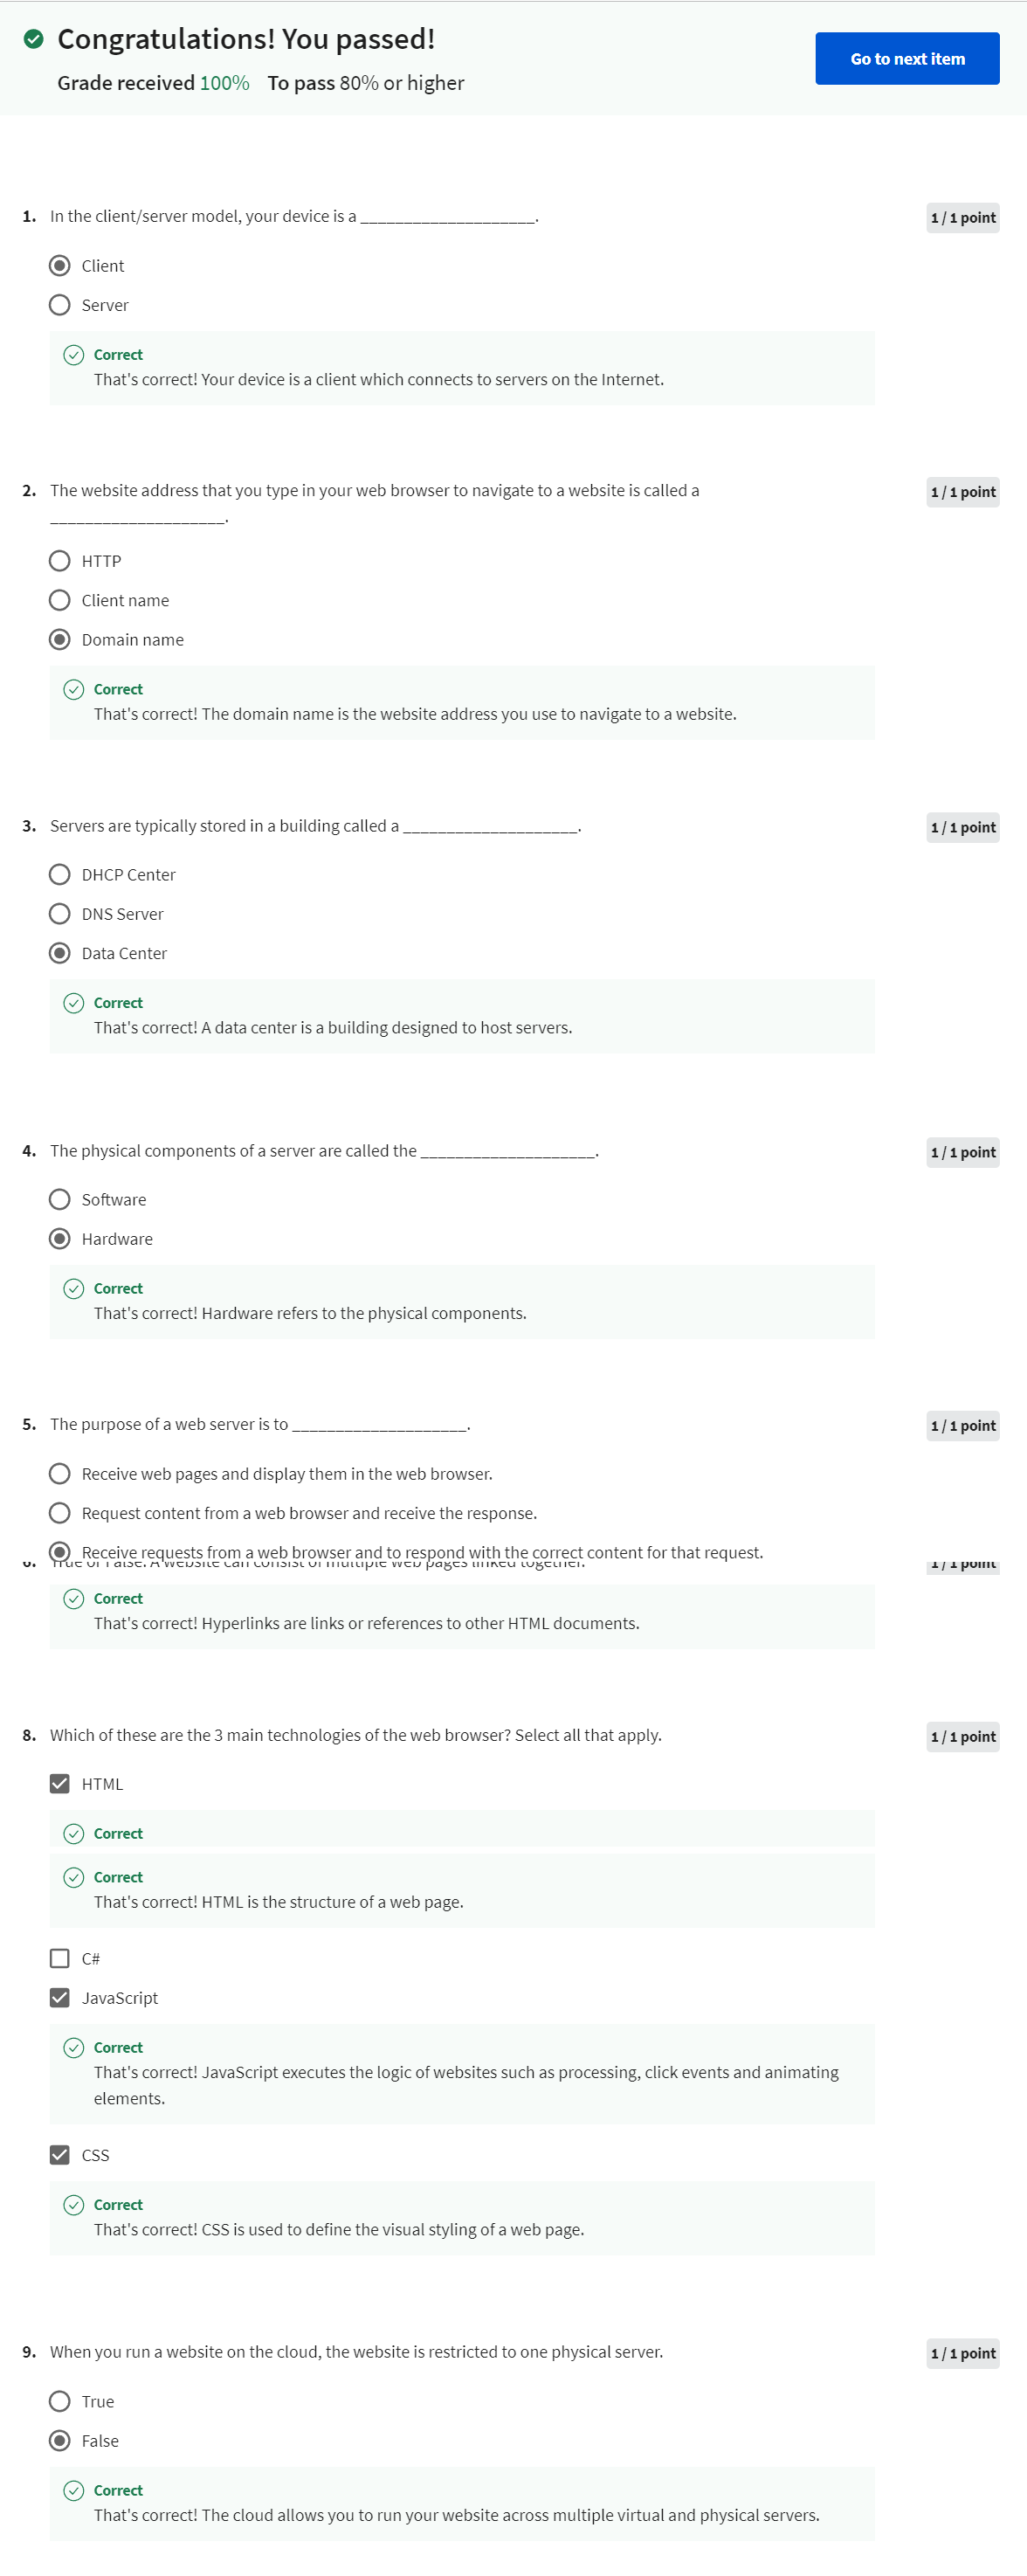 Congratulations! You passed!
Go to next item
Grade received 100% To pass 80% or higher
1. In the client/server model, your device is a ____________________.
1 / 1 point
Client
Server
Correct
That's correct! Your device is a client which connects to servers on the Internet.
2. The website address that you type in your web browser to navigate to a website is called a
____________________.
1 / 1 point
HTTP
Client name
Domain name
Correct
That's correct! The domain name is the website address you use to navigate to a website.
3. Servers are typically stored in a building called a ____________________.
1 / 1 point
DHCP Center
DNS Server
Data Center
Correct
That's correct! A data center is a building designed to host servers.
4. The physical components of a server are called the ____________________.
1 / 1 point
Software
Hardware
Correct
That's correct! Hardware refers to the physical components.
5. The purpose of a web server is to ____________________.
1 / 1 point
Receive web pages and display them in the web browser.
Request content from a web browser and receive the response.
Receive requests from a web browser and to respond with the correct content for that request.
6. True or False. A website can consist of multiple web pages linked together.
1 / 1 point
Correct
That's correct! Hyperlinks are links or references to other HTML documents.
8. Which of these are the 3 main technologies of the web browser? Select all that apply.
1 / 1 point
HTML
Correct
Correct
That's correct! HTML is the structure of a web page.
C#
JavaScript
Correct
That's correct! JavaScript executes the logic of websites such as processing, click events and animating
elements.
CSS
Correct
That's correct! CSS is used to define the visual styling of a web page.
9. When you run a website on the cloud, the website is restricted to one physical server.
1 / 1 point
True
False
Correct
That's correct! The cloud allows you to run your website across multiple virtual and physical servers.